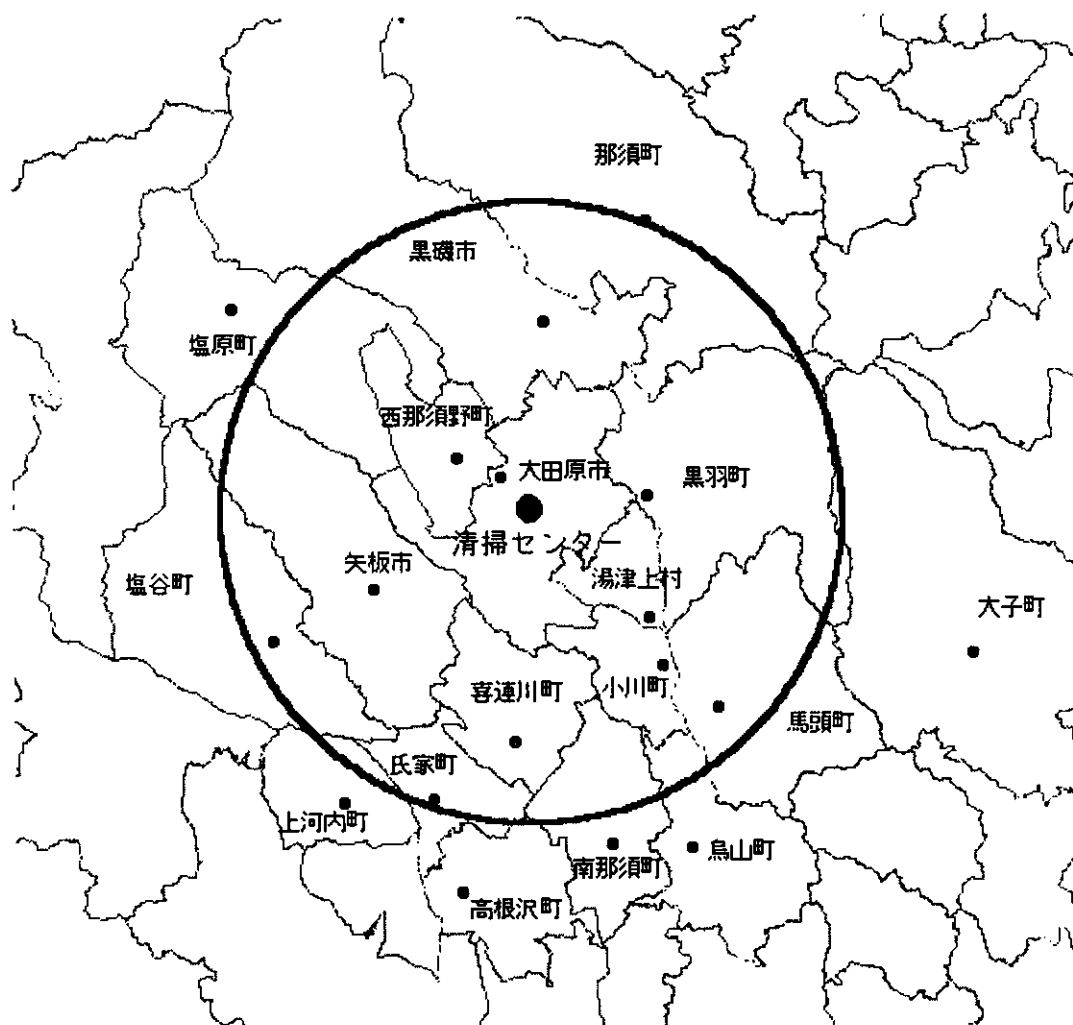 那須町
黒磯市
塩原町
西那須野町
大田原市
黒羽町
清掃センター
矢板市
湯津上村
塩谷町
大子町
喜連川町
小川町
馬頭町
氏家町
上河内町
烏山町
南那須町
高根沢町